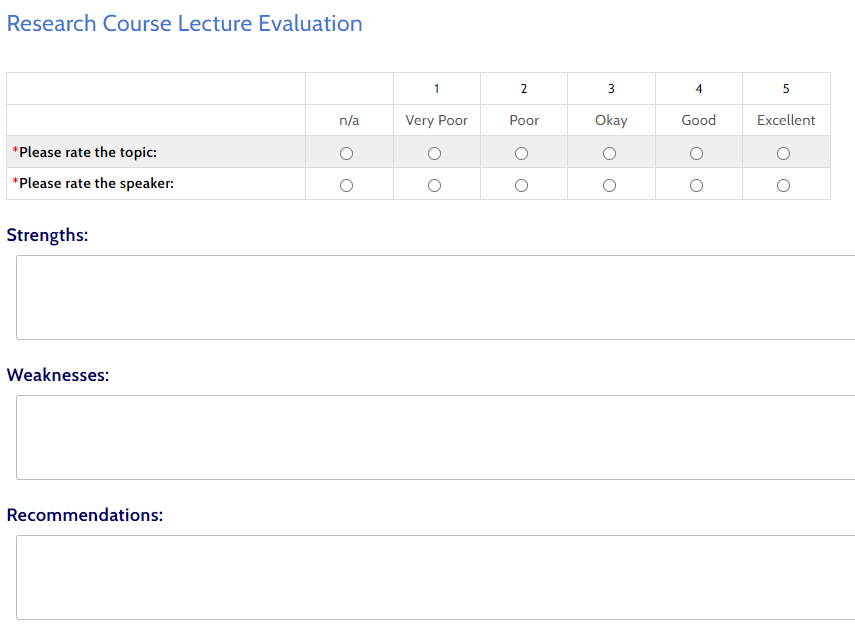 Research Course Lecture Evaluation
1 2 3 4 5
n/a Very Poor Poor Okay Good Excellent
*Please rate the topic:
*Please rate the speaker:
Strengths:
Weaknesses:
Recommendations: